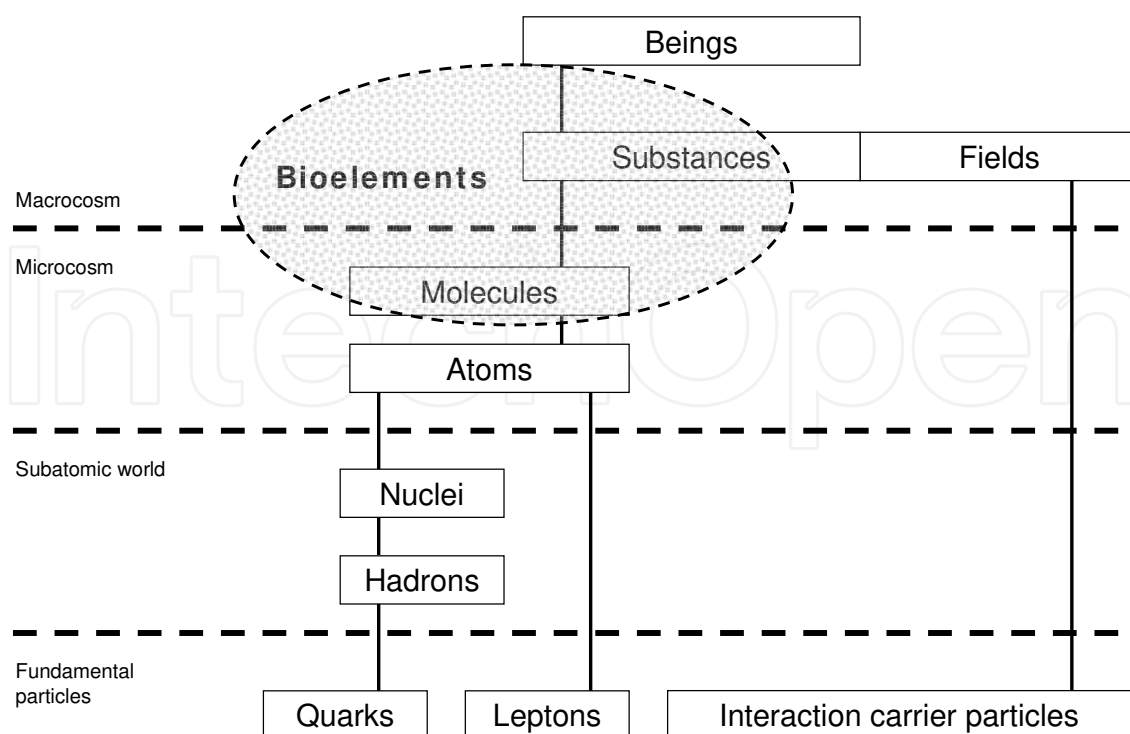 Beings
Substances
Fields
Bioelements
Macrocosm
Microcosm
Molecules
IntechOpen
Atoms
Subatomic world
Nuclei
Hadrons
Fundamental
particles
Quarks
Leptons
Interaction carrier particles